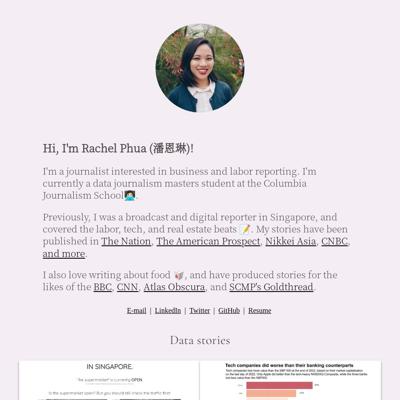 Hi, I'm Rachel Phua (潘恩琳)!
I'm a journalist interested in business and labor reporting. I'm
currently a data journalism masters student at the Columbia
Journalism School👩🏻‍💻.
Previously, I was a broadcast and digital reporter in Singapore, and
covered the labor, tech, and real estate beats 📝. My stories have been
published in The Nation, The American Prospect, Nikkei Asia, CNBC,
and more.
I also love writing about food 🥡, and have produced stories for the
likes of the BBC, CNN, Atlas Obscura, and SCMP's Goldthread.
E-mail | LinkedIn | Twitter | GitHub | Resume
Data stories
IN SINGAPORE.
The supermarket is currently OPEN.
Is the supermarket open? But you should still check the traffic first
Tech companies did worse than their banking counterparts